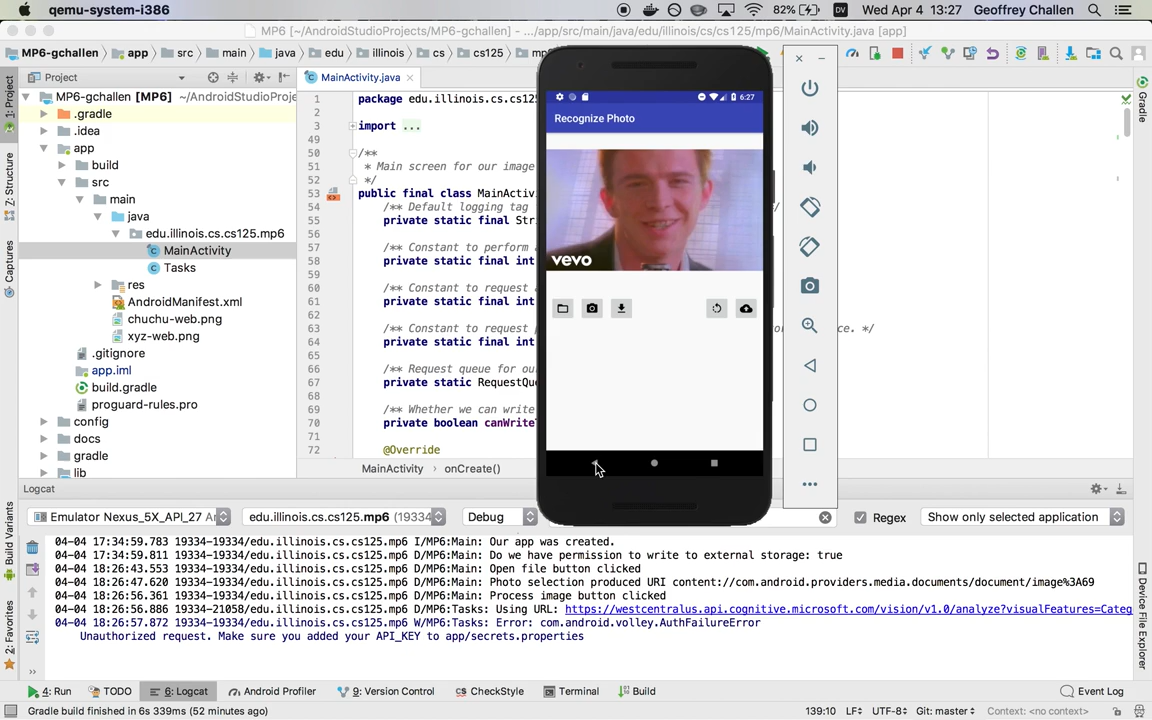 qemu-system-i386
82%
DV
Wed Apr 4 13:27
Geoffrey Challen
MP6 [~/AndroidStudioProjects/MP6-gchallen] - .../app/src/main/java/edu/illinois/cs/cs125/mp6/MainActivity.java [app]
MP6-gchallen
app
src
main
java
edu
illinois
cs
cs125
Project
MainActivity.java
1: Project
Z: Structure
Captures
Build Variants
2: Favorites
Gradle
Device File Explorer
MP6-gchallen [MP6] ~/AndroidStudioProje
.gradle
.idea
app
build
src
main
java
edu.illinois.cs.cs125.mp6
MainActivity
Tasks
res
AndroidManifest.xml
chuchu-web.png
xyz-web.png
.gitignore
app.iml
build.gradle
proguard-rules.pro
config
docs
gradle
lib
1 package edu.illinois.cs.cs12
2
3 import ...
49
50 /**
51 * Main screen for our image
52 */
53 public final class MainActiv
54 /** Default logging tag
55 private static final Str
56
57 /** Constant to perform
58 private static final int
59
60 /** Constant to request
61 private static final int
62
63 /** Constant to request ce. */
64 private static final int
65
66 /** Request queue for ou
67 private static RequestQu
68
69 /** Whether we can write
70 private boolean canWrite
71
72 @Override
MainActivity › onCreate()
6:27
Recognize Photo
vevo
Logcat
Emulator Nexus_5X_API_27
edu.illinois.cs.cs125.mp6 (19334
Debug
Regex
Show only selected application
04-04 17:34:59.783 19334-19334/edu.illinois.cs.cs125.mp6 I/MP6:Main: Our app was created.
04-04 17:34:59.811 19334-19334/edu.illinois.cs.cs125.mp6 D/MP6:Main: Do we have permission to write to external storage: true
04-04 18:26:43.553 19334-19334/edu.illinois.cs.cs125.mp6 D/MP6:Main: Open file button clicked
04-04 18:26:47.620 19334-19334/edu.illinois.cs.cs125.mp6 D/MP6:Main: Photo selection produced URI content://com.android.providers.media.documents/document/image%3A69
04-04 18:26:56.361 19334-19334/edu.illinois.cs.cs125.mp6 D/MP6:Main: Process image button clicked
04-04 18:26:56.886 19334-21058/edu.illinois.cs.cs125.mp6 D/MP6:Tasks: Using URL: https://westcentralus.api.cognitive.microsoft.com/vision/v1.0/analyze?visualFeatures=Categ
04-04 18:26:57.872 19334-19334/edu.illinois.cs.cs125.mp6 W/MP6:Tasks: Error: com.android.volley.AuthFailureError
Unauthorized request. Make sure you added your API_KEY to app/secrets.properties
4: Run
TODO
6: Logcat
Android Profiler
9: Version Control
CheckStyle
Terminal
Build
Event Log
Gradle build finished in 6s 339ms (52 minutes ago)
139:10
LF
UTF-8
Git: master
Context: <no context>